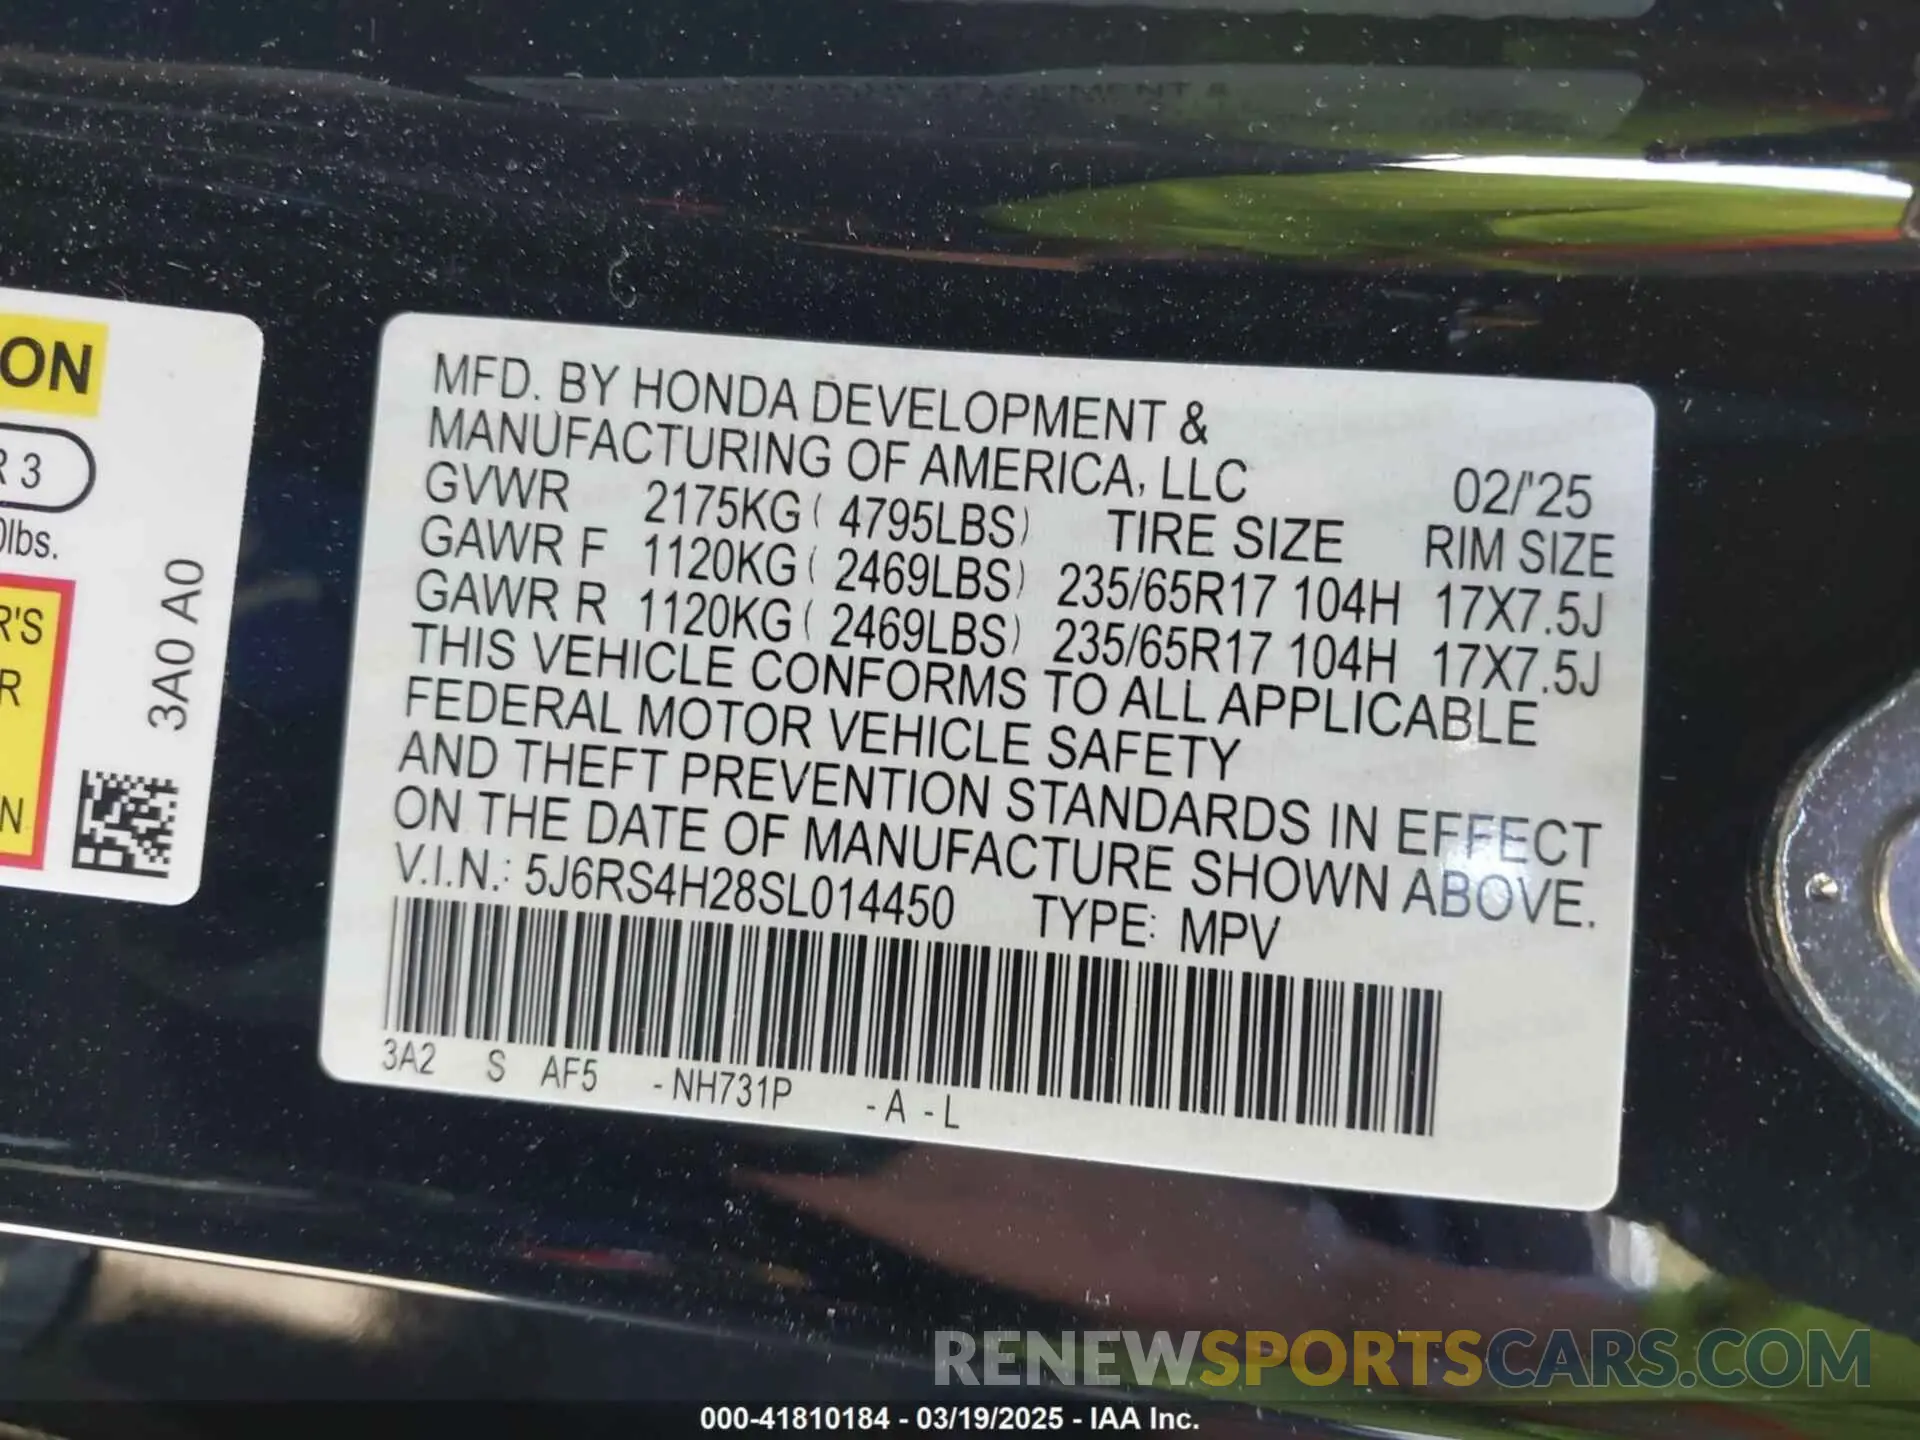 ON
R 3
0lbs.
R'S
R
N
3A0 A0
MFD. BY HONDA DEVELOPMENT &
MANUFACTURING OF AMERICA, LLC 02/'25
GVWR 2175KG ( 4795LBS) TIRE SIZE RIM SIZE
GAWR F 1120KG ( 2469LBS) 235/65R17 104H 17X7.5J
GAWR R 1120KG ( 2469LBS) 235/65R17 104H 17X7.5J
THIS VEHICLE CONFORMS TO ALL APPLICABLE
FEDERAL MOTOR VEHICLE SAFETY
AND THEFT PREVENTION STANDARDS IN EFFECT
ON THE DATE OF MANUFACTURE SHOWN ABOVE.
V.I.N.: 5J6RS4H28SL014450 TYPE: MPV
3A2 S AF5 - NH731P - A - L
RENEWSPORTSCARS.COM
000-41810184 - 03/19/2025 - IAA Inc.